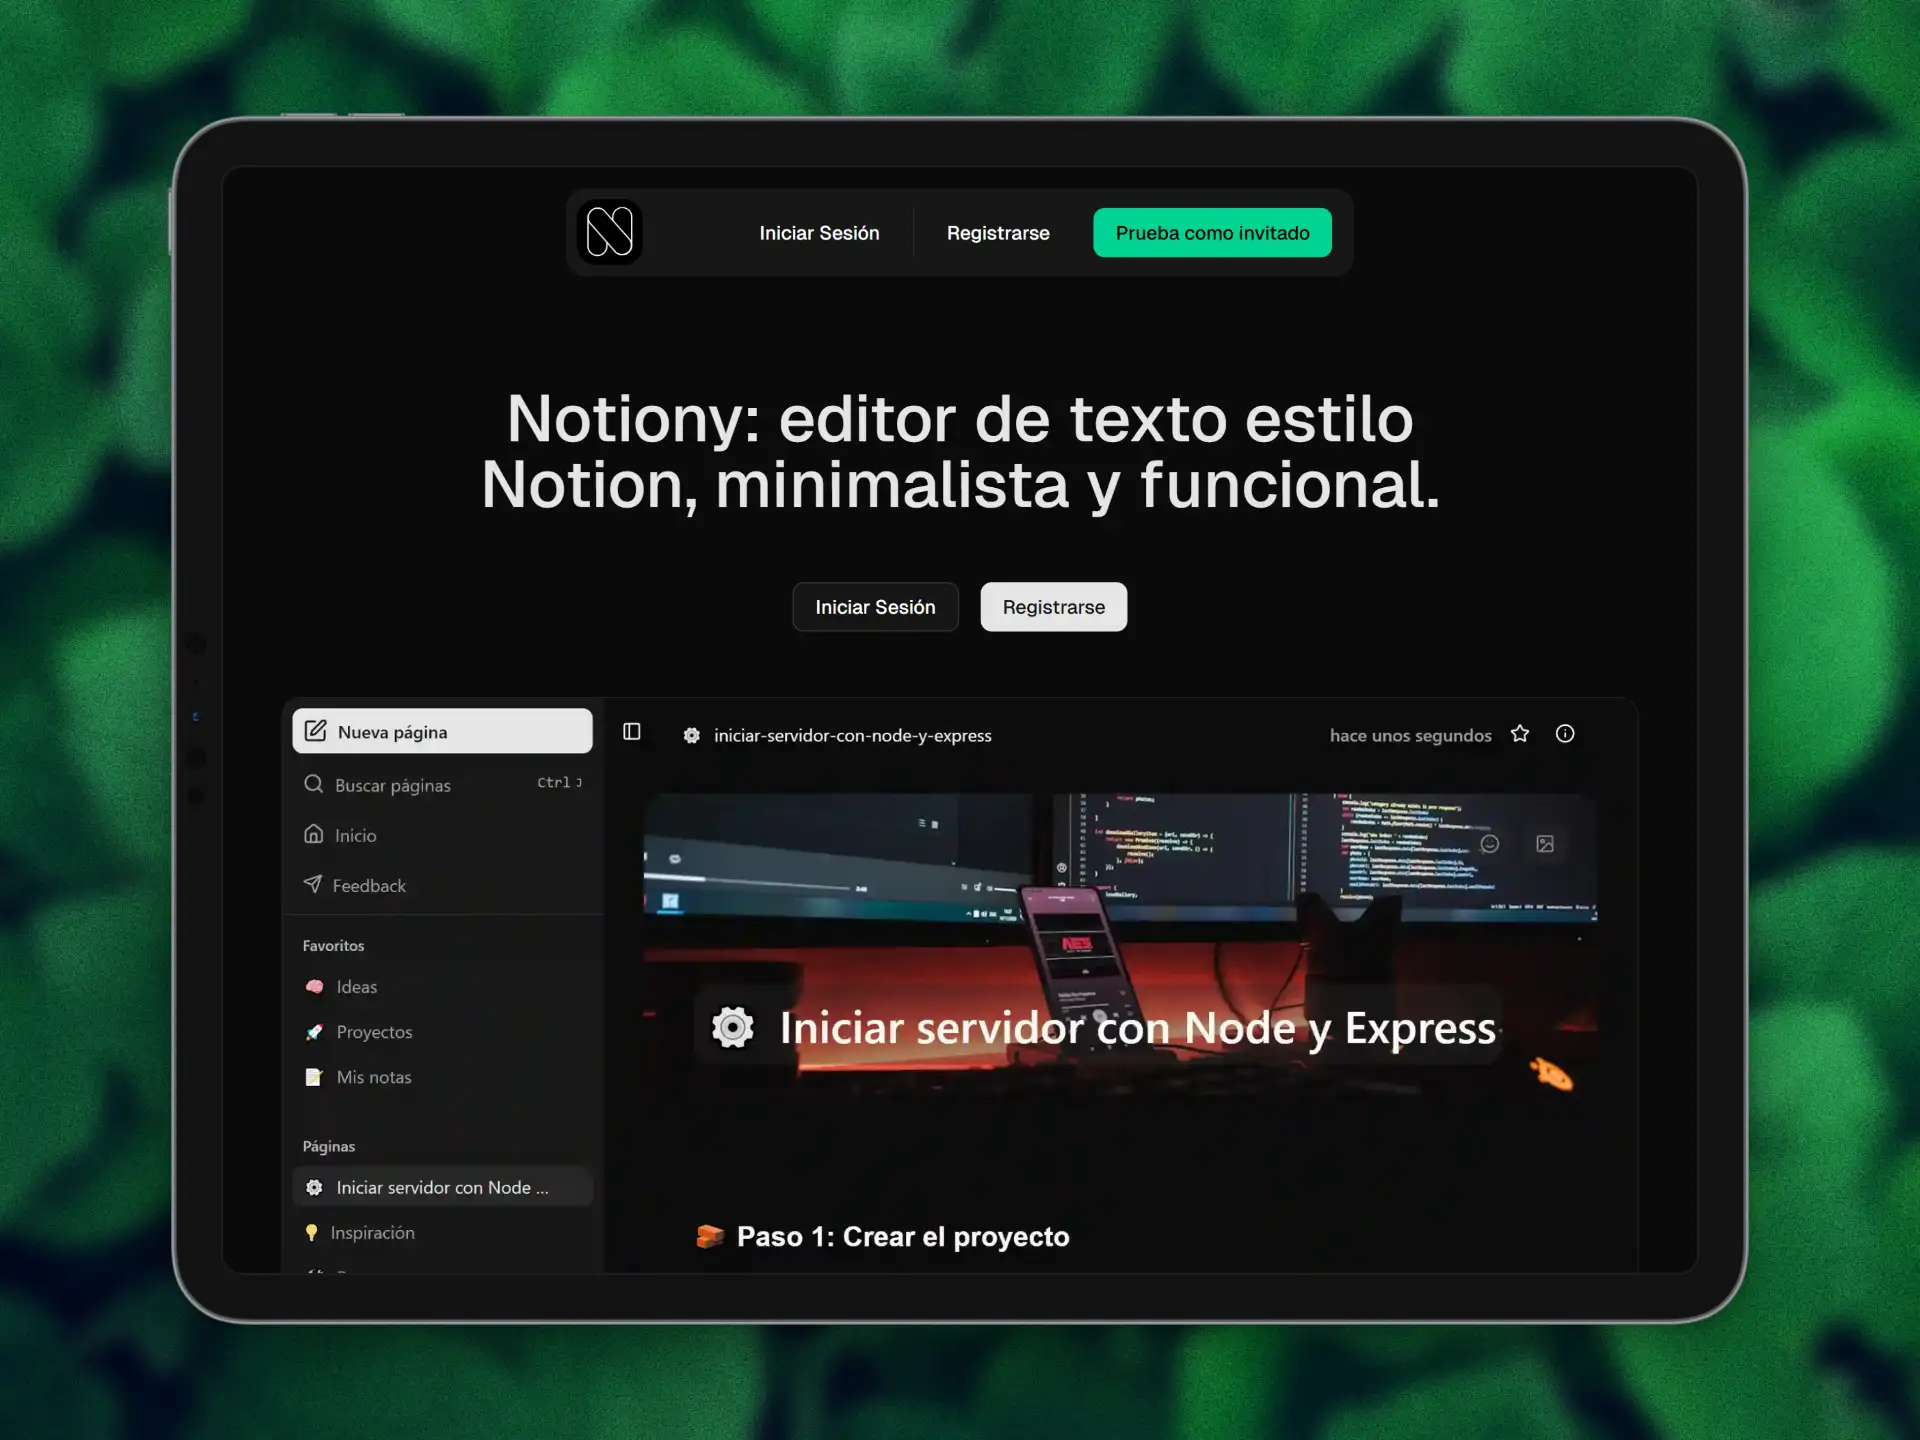 Iniciar Sesión
Registrarse
Prueba como invitado
Notiony: editor de texto estilo
Notion, minimalista y funcional.
Iniciar Sesión
Registrarse
Nueva página
iniciar-servidor-con-node-y-express
hace unos segundos
Buscar páginas
Ctrl J
Inicio
Feedback
Favoritos
Ideas
Proyectos
Mis notas
Páginas
Iniciar servidor con Node ...
Inspiración
Iniciar servidor con Node y Express
Paso 1: Crear el proyecto